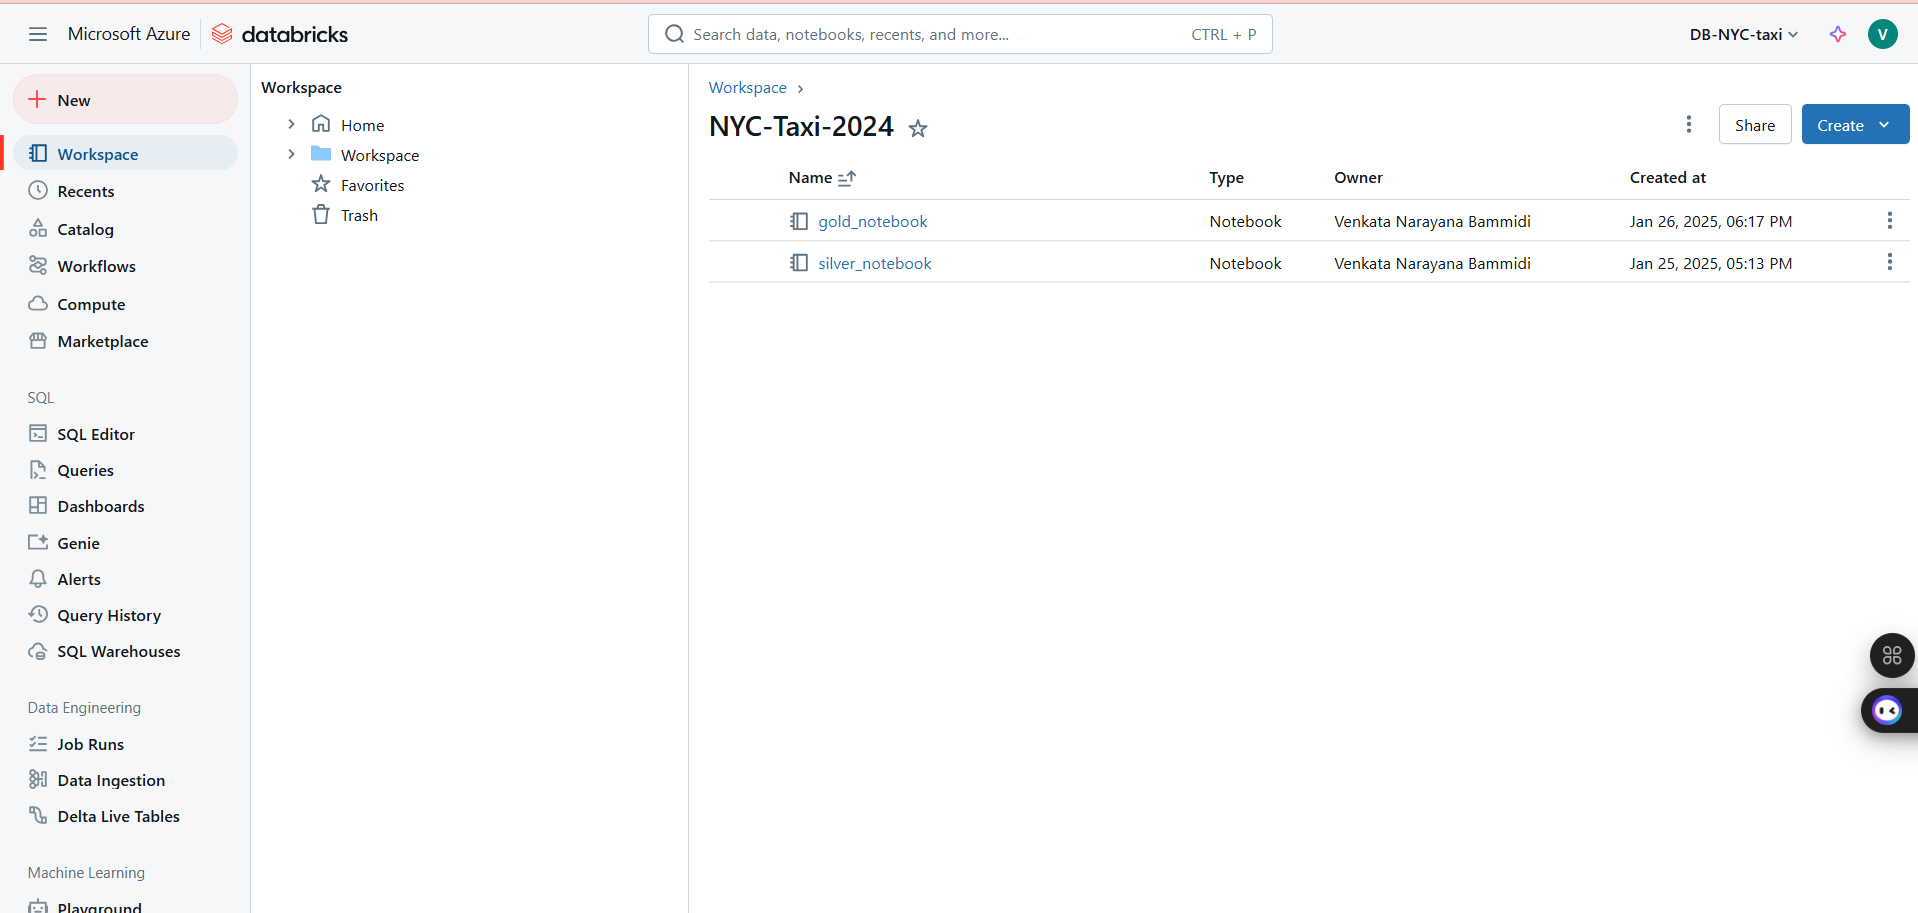 Microsoft Azure databricks
Search data, notebooks, recents, and more... CTRL + P
DB-NYC-taxi V
New
Workspace
Recents
Catalog
Workflows
Compute
Marketplace
SQL
SQL Editor
Queries
Dashboards
Genie
Alerts
Query History
SQL Warehouses
Data Engineering
Job Runs
Data Ingestion
Delta Live Tables
Machine Learning
Playground
Workspace
Home
Workspace
Favorites
Trash
Workspace ›
NYC-Taxi-2024
Share Create
Name Type Owner Created at
gold_notebook Notebook Venkata Narayana Bammidi Jan 26, 2025, 06:17 PM
silver_notebook Notebook Venkata Narayana Bammidi Jan 25, 2025, 05:13 PM